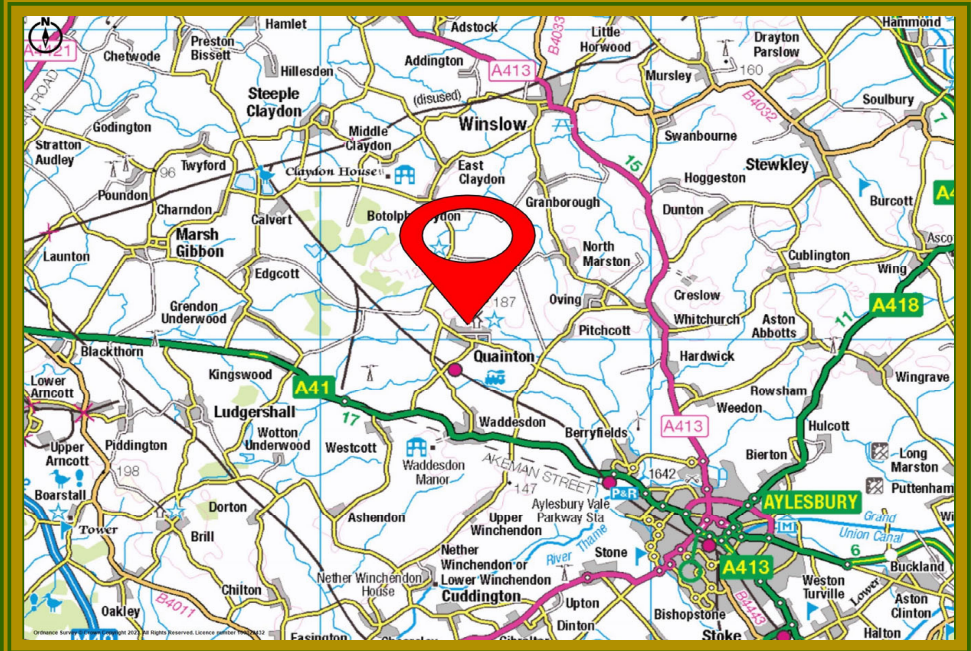 N
A4421
Chetwode
Preston
Bissett
Hamlet
Hillesden
Adstock
Addington
A413
B4033
Little
Horwood
Drayton
Parslow
160
Mursley
B4032
Hammond
Soulbury
7
Steeple
Claydon
(disused)
Winslow
Swanbourne
Stewkley
Godington
Stratton
Audley
Twyford
96
Poundon
Middle
Claydon
Claydon House
East
Claydon
15
Hoggeston
Burcott
Charndon
Calvert
Granborough
Dunton
Marsh
Gibbon
Launton
Edgcott
North
Marston
Cublington
Wing
Grendon
Underwood
187
Oving
Creslow
Whitchurch
Aston
Abbotts
11
A418
Pitchcott
Blackthorn
Quainton
Hardwick
Wingrave
Lower
Arncott
Kingswood
A41
17
Rowsham
Weedon
Ludgershall
Waddesdon
Berryfields
A413
Hulcott
Wotton
Underwood
Westcott
Bierton
Long
Marston
Upper
Arncott
Piddington
198
Waddesdon
Manor
AKEMAN STREET
1642
Puttenham
Boarstall
147
P&R
AYLESBURY
Tower
Dorton
Ashendon
Upper
Winchendon
Aylesbury Vale
Parkway Sta
Grand
Union Canal
Brill
River Thame
Stone
6
Nether
Winchendon or
Lower Winchendon
A413
Buckland
Nether Winchendon
House
Chilton
Cuddington
Weston
Turville
Lower
Aston
Clinton
Oakley
B4011
Upton
Bishopstone
B4443
Dinton
Halton
Easington
Stoke